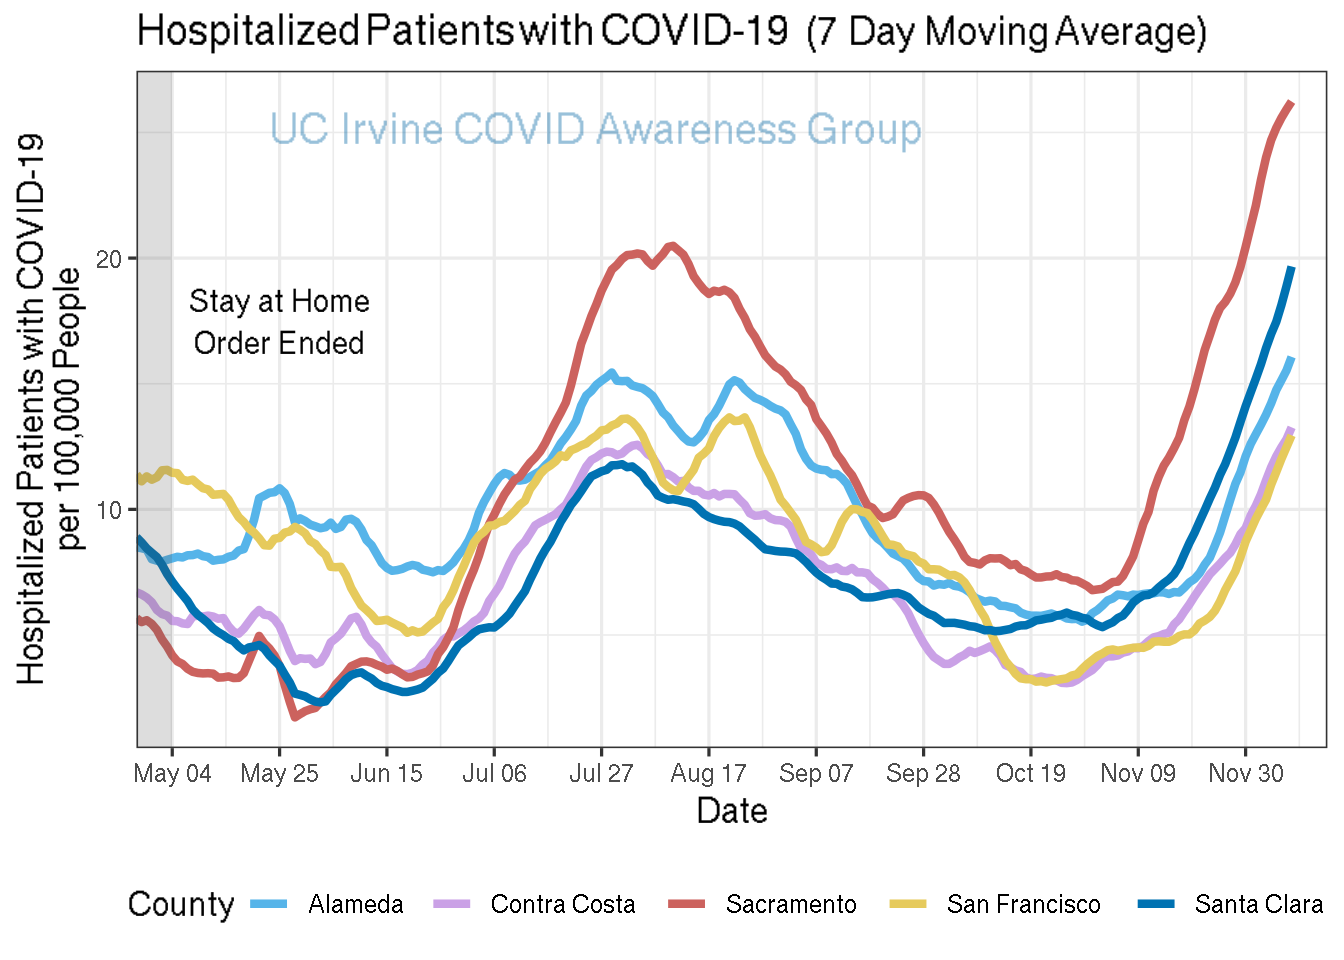 Hospitalized Patients with COVID-19 (7 Day Moving Average)
UC Irvine COVID Awareness Group
Hospitalized Patients with COVID-19
per 100,000 People
20
10
Stay at Home
Order Ended
May 04 May 25 Jun 15 Jul 06 Jul 27 Aug 17 Sep 07 Sep 28 Oct 19 Nov 09 Nov 30
Date
County Alameda Contra Costa Sacramento San Francisco Santa Clara